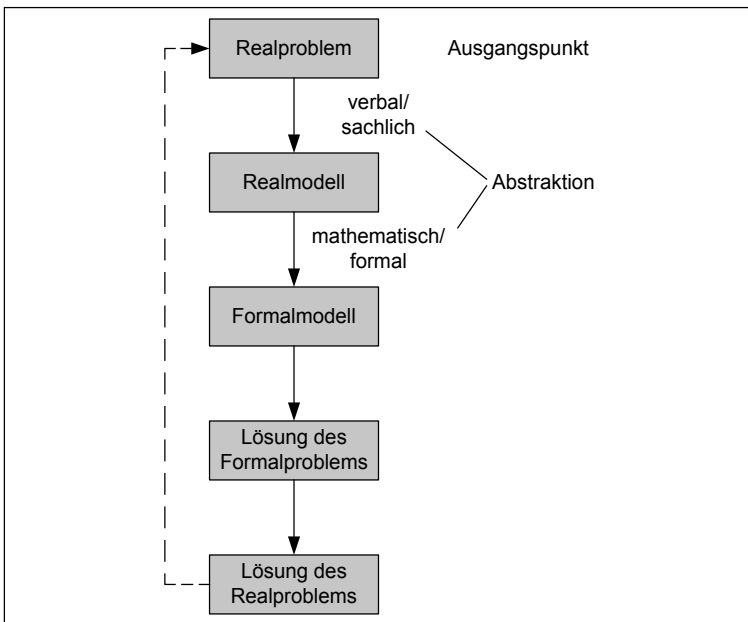 Realproblem
Ausgangspunkt
verbal/
sachlich
Realmodell
Abstraktion
mathematisch/
formal
Formalmodell
Lösung des
Formalproblems
Lösung des
Realproblems